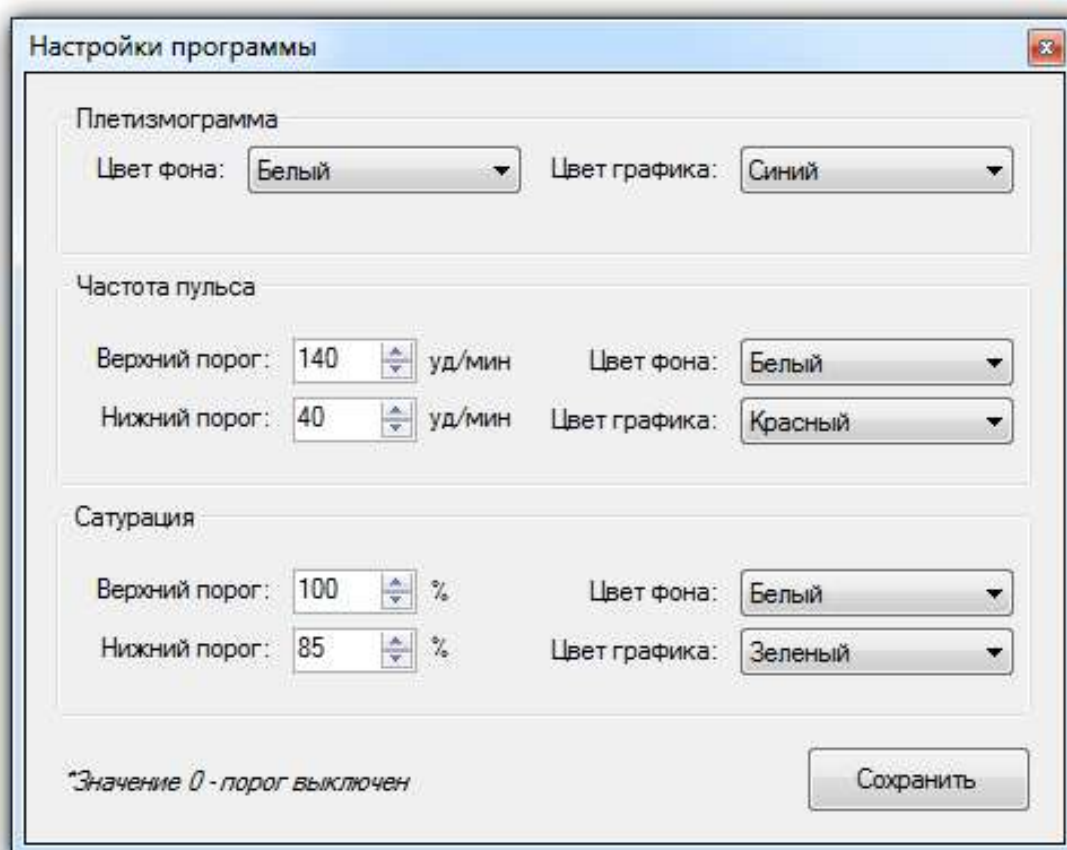 Настройки программы
Плетизмограмма
Цвет фона: Белый Цвет графика: Синий
Частота пульса
Верхний порог: 140 уд/мин Цвет фона: Белый
Нижний порог: 40 уд/мин Цвет графика: Красный
Сатурация
Верхний порог: 100 % Цвет фона: Белый
Нижний порог: 85 % Цвет графика: Зеленый
*Значение 0 - порог выключен Сохранить